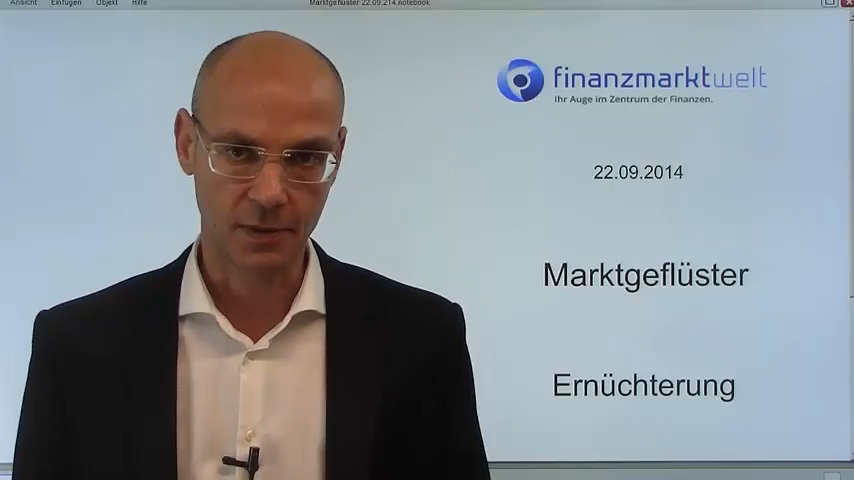 Ansicht Einfügen Objekt Hilfe
Marktgeflüster 22.09.214.notebook
finanzmarktwelt
Ihr Auge im Zentrum der Finanzen.
22.09.2014
Marktgeflüster
Ernüchterung